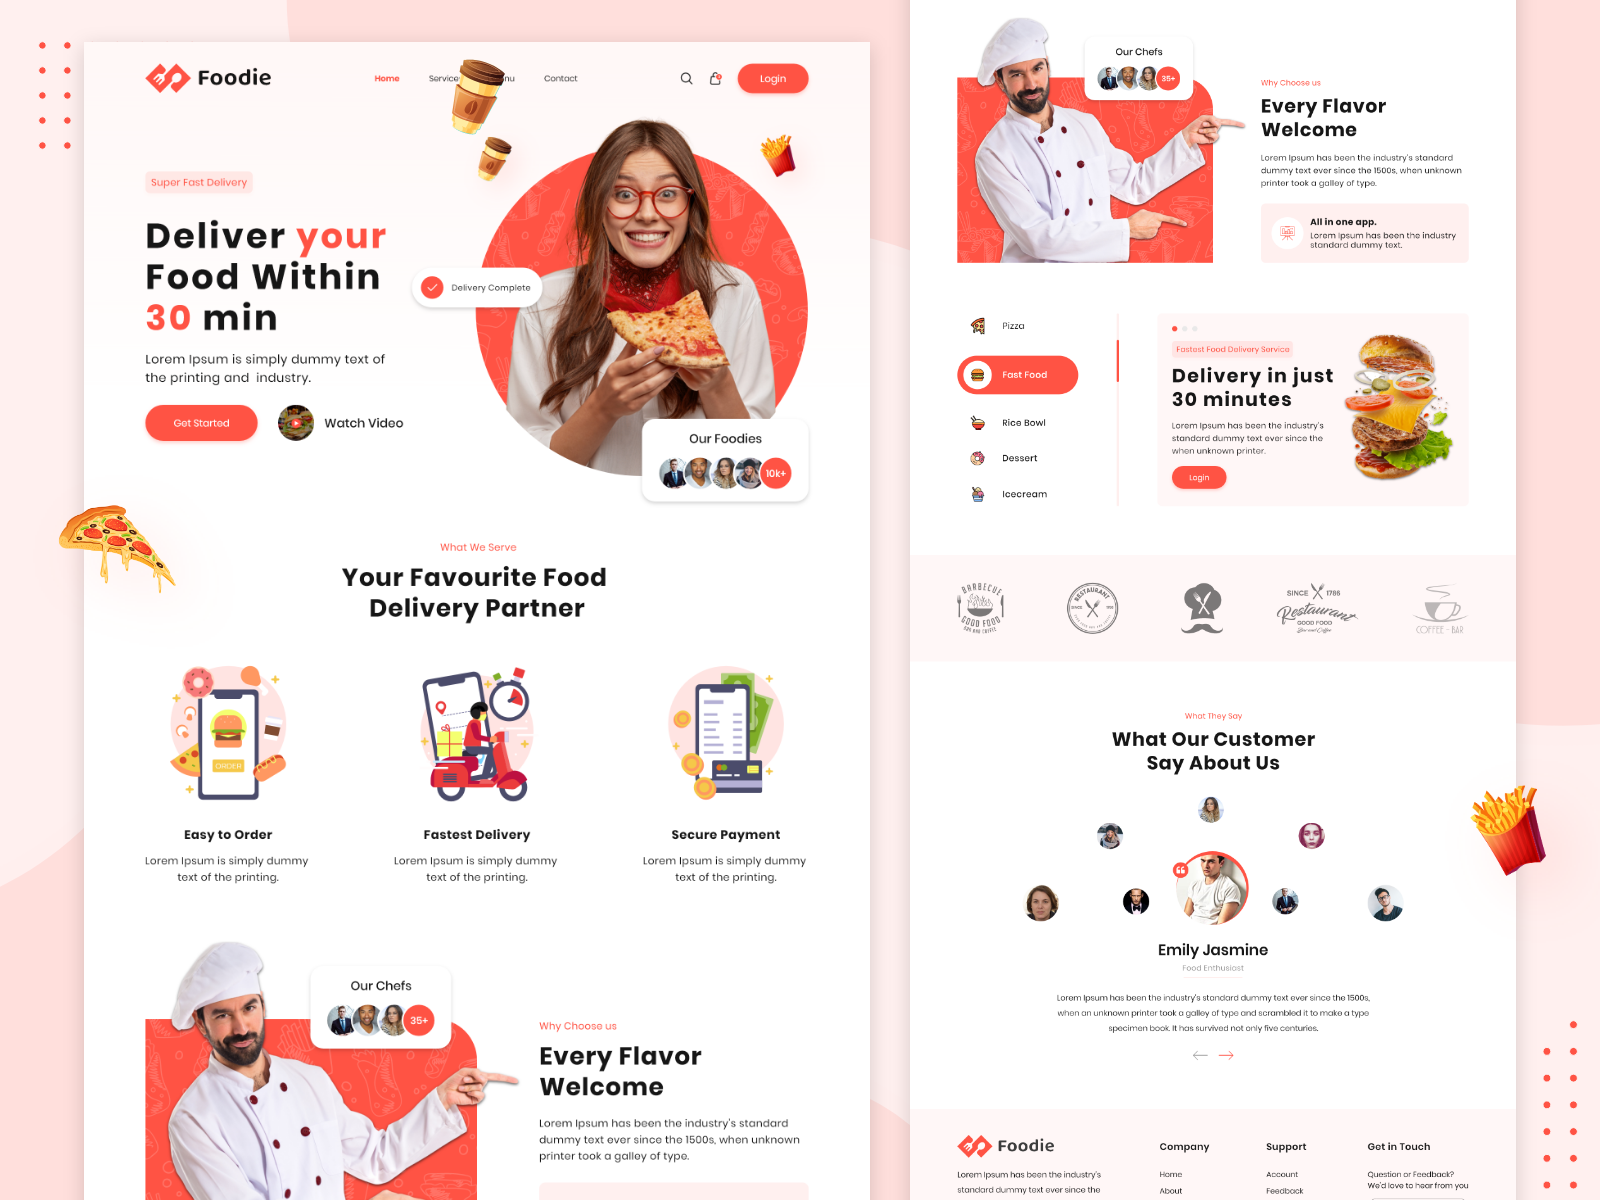 Foodie
Home
Service
nu
Contact
Login
Super Fast Delivery
Deliver your
Food Within
30 min
Lorem Ipsum is simply dummy text of
the printing and industry.
Get Started
Watch Video
Delivery Complete
Our Foodies
10k+
What We Serve
Your Favourite Food
Delivery Partner
ORDER
Easy to Order
Lorem Ipsum is simply dummy
text of the printing.
Fastest Delivery
Lorem Ipsum is simply dummy
text of the printing.
Secure Payment
Lorem Ipsum is simply dummy
text of the printing.
Our Chefs
35+
Why Choose us
Every Flavor
Welcome
Lorem Ipsum has been the industry's standard
dummy text ever since the 1500s, when unknown
printer took a galley of type.
Our Chefs
35+
Why Choose us
Every Flavor
Welcome
Lorem Ipsum has been the industry's standard
dummy text ever since the 1500s, when unknown
printer took a galley of type.
All in one app.
Lorem Ipsum has been the industry
standard dummy text.
Pizza
Fast Food
Rice Bowl
Dessert
Icecream
Fastest Food Delivery Service
Delivery in just
30 minutes
Lorem Ipsum has been the industry's
standard dummy text ever since the
when unknown printer.
Login
BARBECUE
GOOD FOOD
RESTAURANT
SINCE
SINCE 1786
Restaurant
GOOD FOOD
COFFEE BAR
What They Say
What Our Customer
Say About Us
Emily Jasmine
Food Enthusiast
Lorem Ipsum has been the industry's standard dummy text ever since the 1500s,
when an unknown printer took a galley of type and scrambled it to make a type
specimen book. It has survived not only five centuries.
Foodie
Lorem Ipsum has been the industry's
standard dummy text ever since the
Company
Home
About
Support
Account
Feedback
Get in Touch
Question or Feedback?
We'd love to hear from you